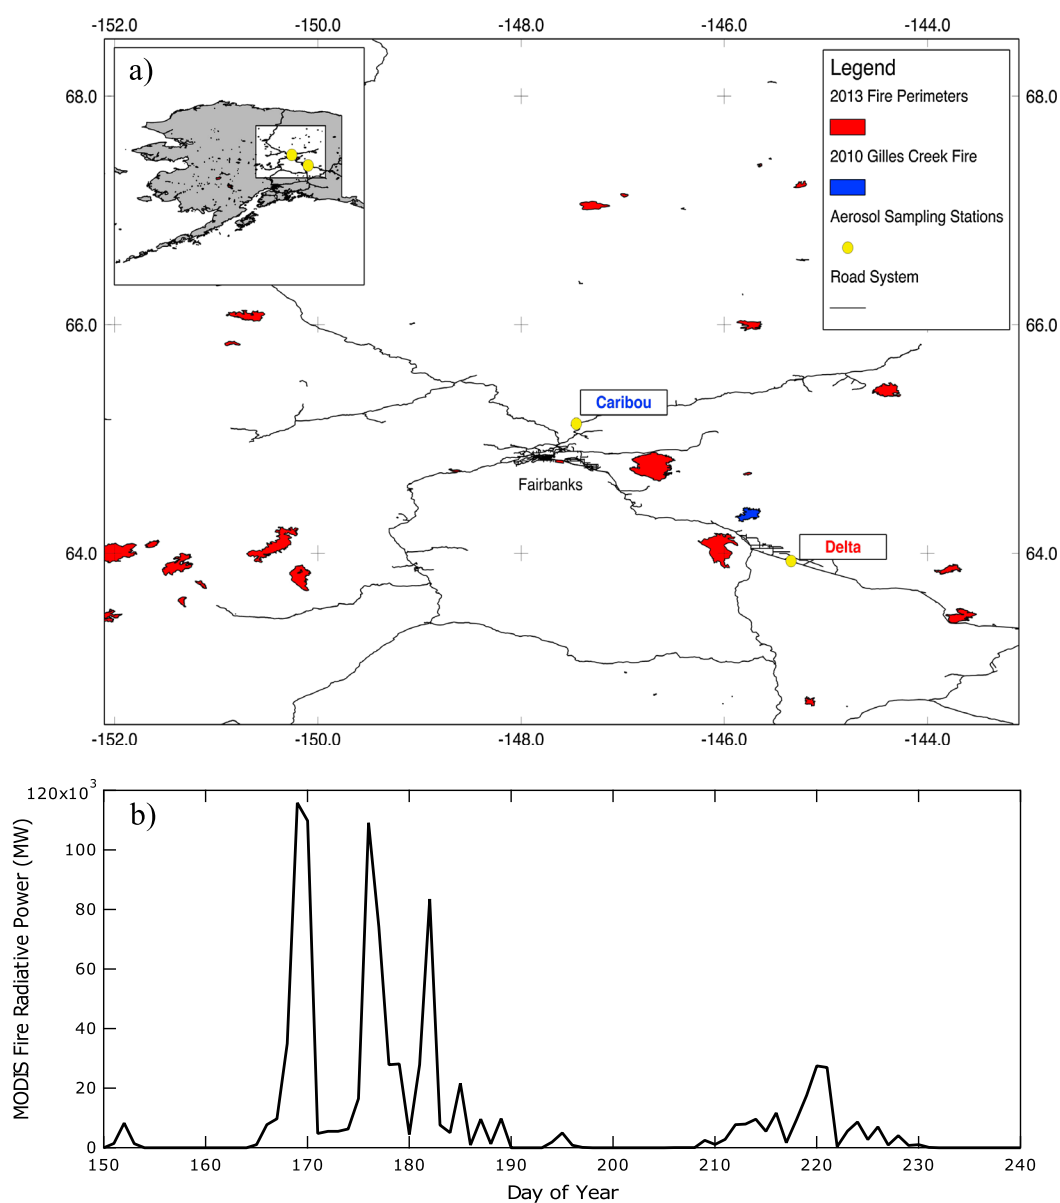 -152.0 -150.0 -148.0 -146.0 -144.0
a)
Legend
2013 Fire Perimeters
2010 Gilles Creek Fire
Aerosol Sampling Stations
Road System
68.0 68.0
66.0 66.0
Caribou
Fairbanks
64.0 Delta 64.0
-152.0 -150.0 -148.0 -146.0 -144.0
120x10³
b)
100
80
60
40
20
0
MODIS Fire Radiative Power (MW)
150 160 170 180 190 200 210 220 230 240
Day of Year